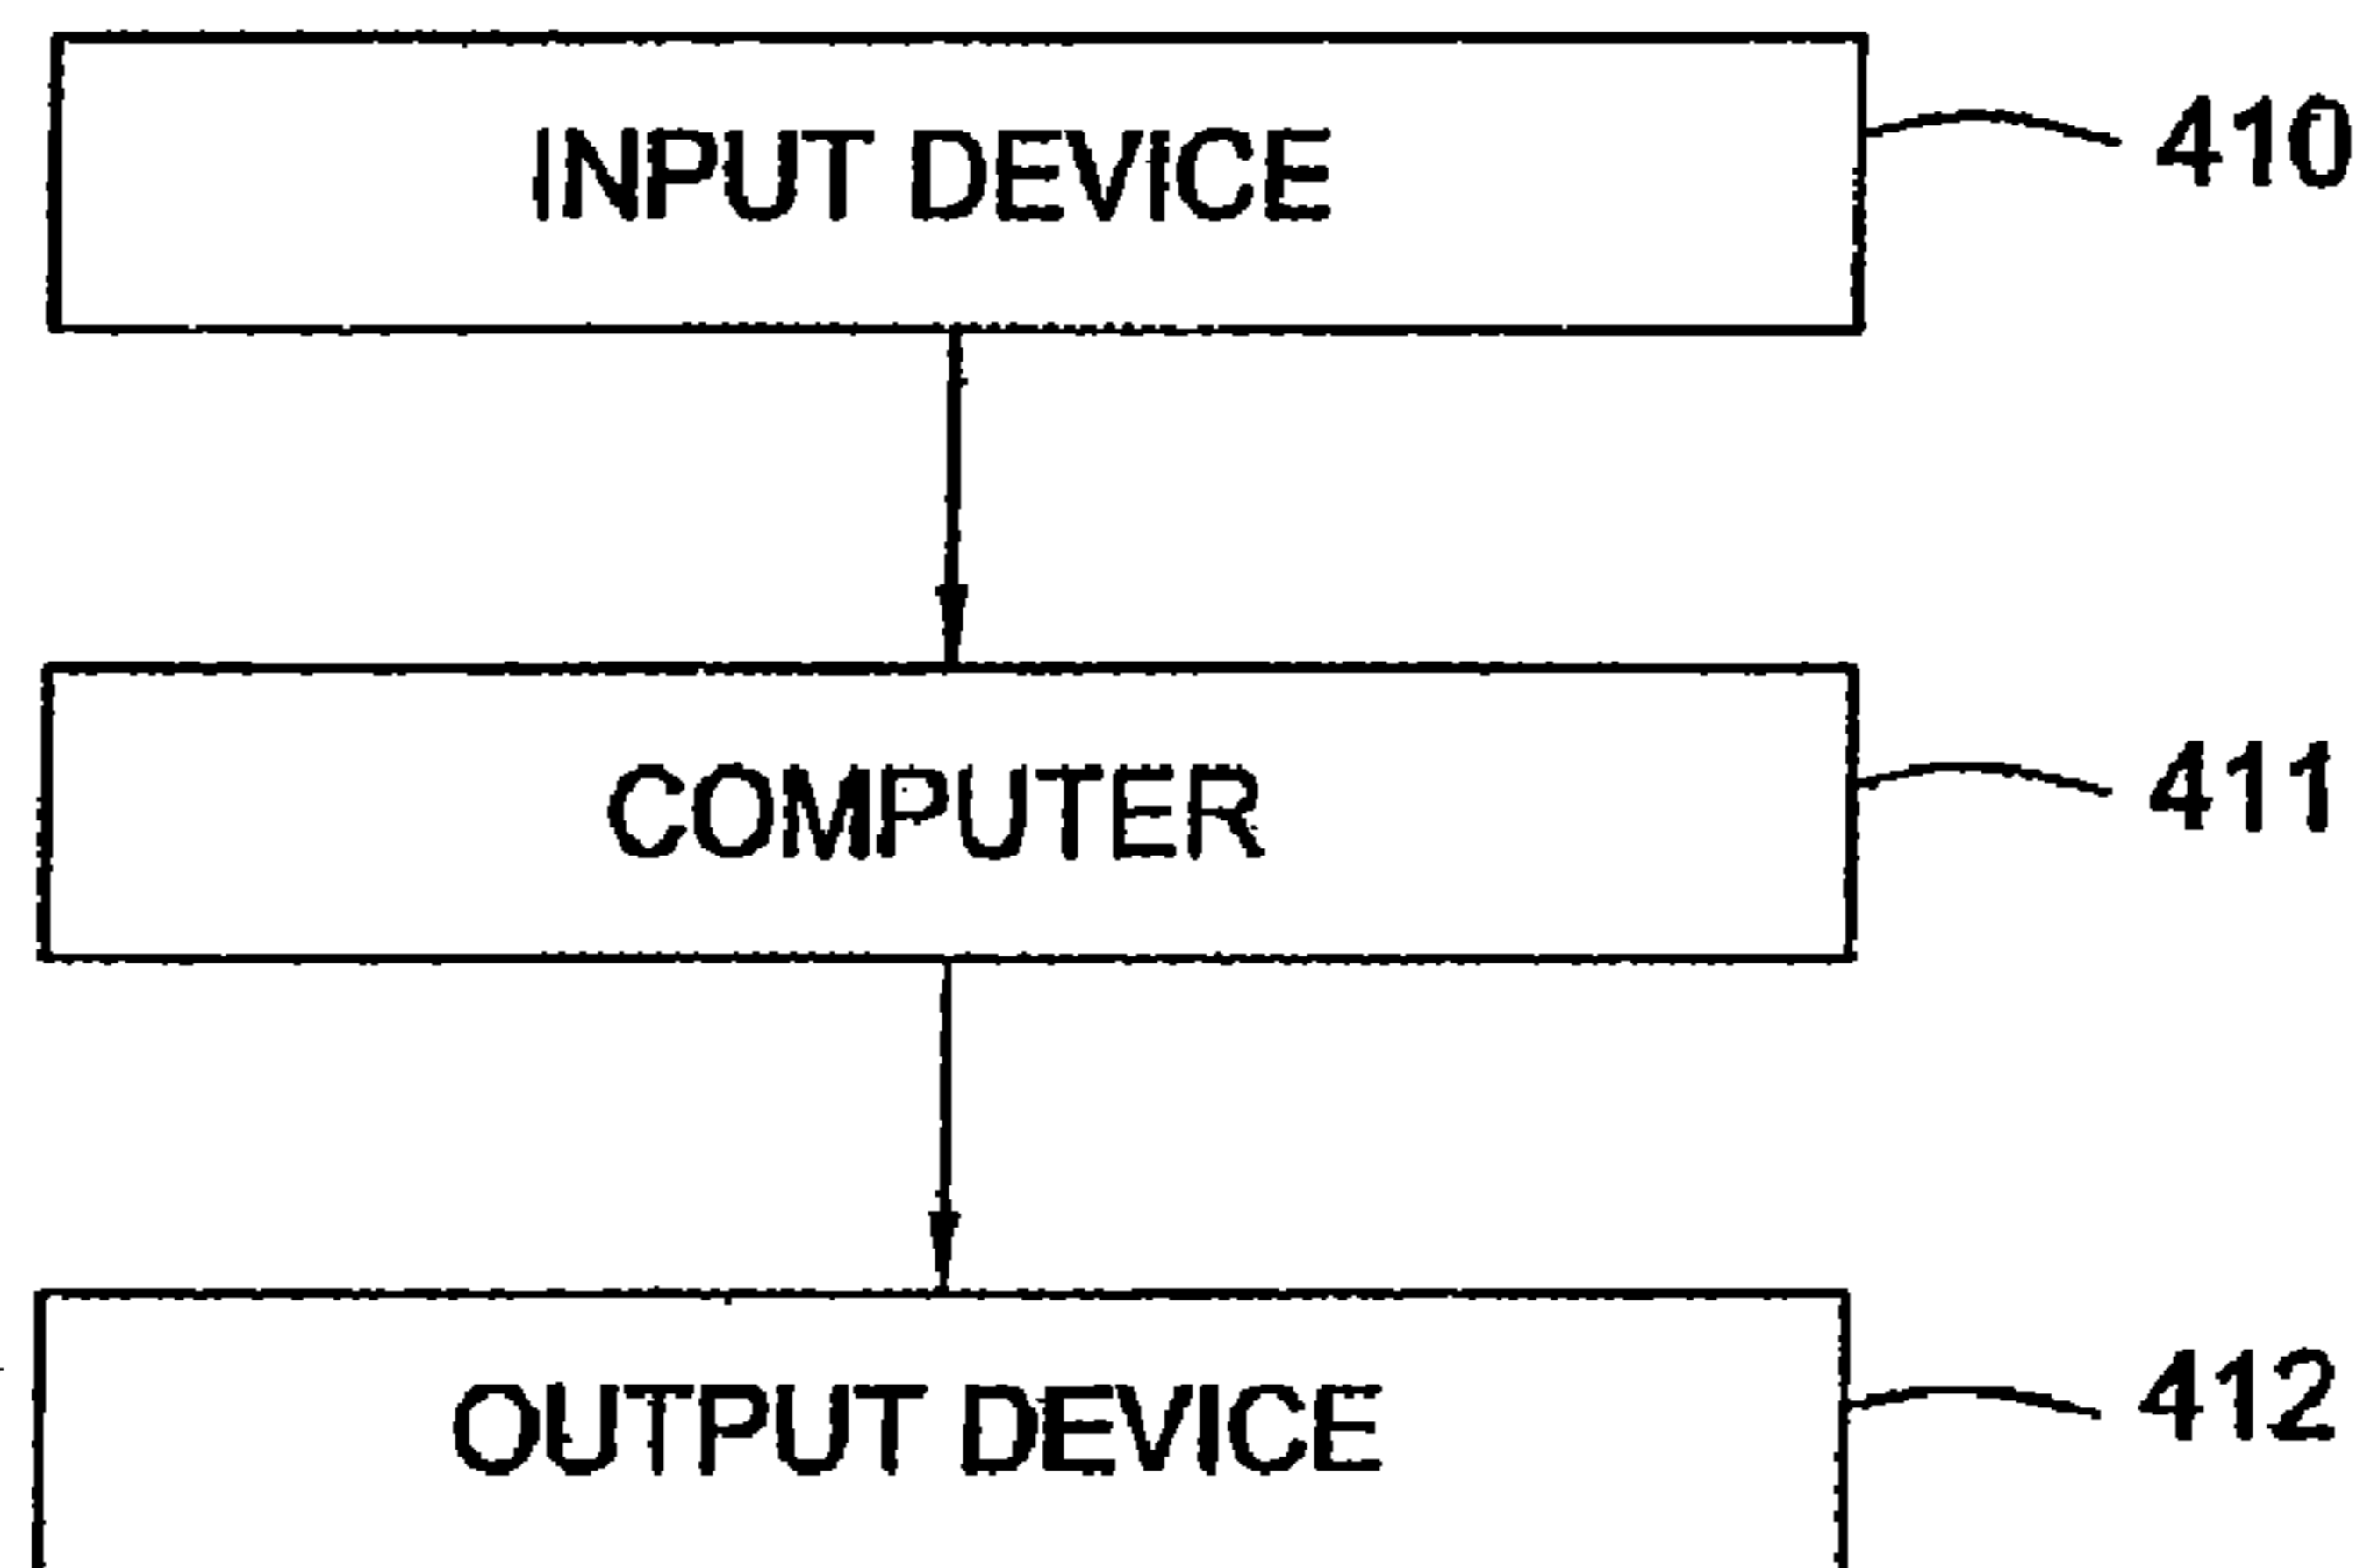 INPUT DEVICE
410
COMPUTER
411
OUTPUT DEVICE
412